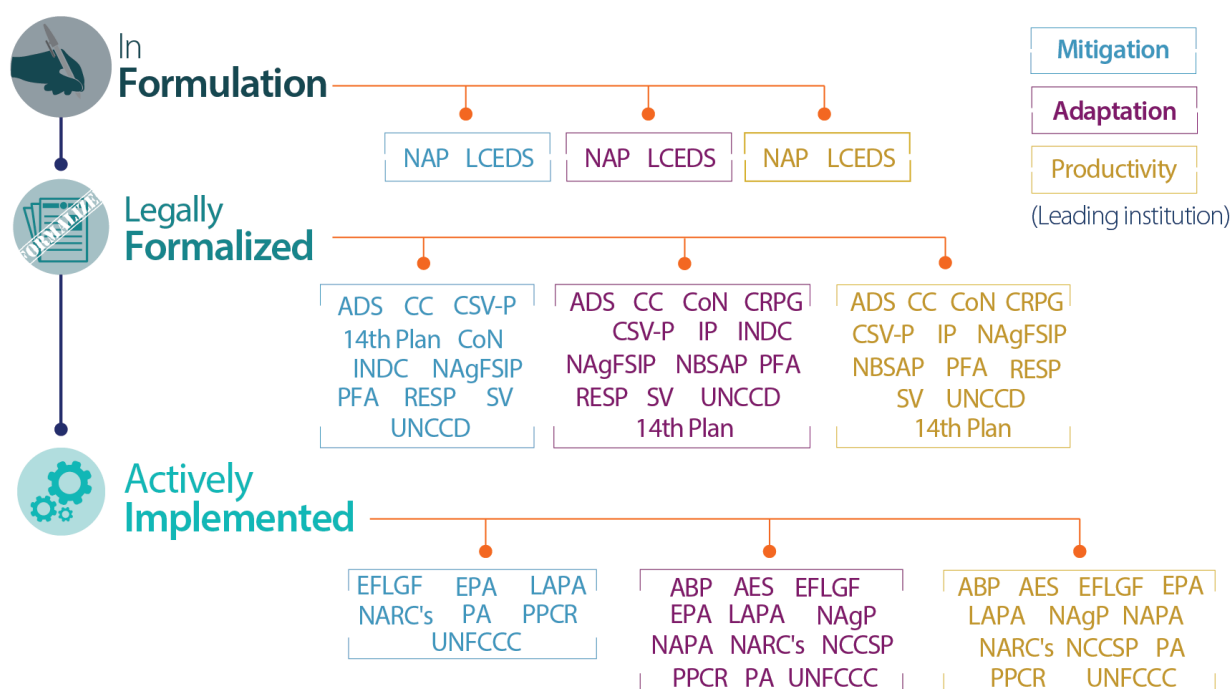 In
Formulation
Mitigation
Adaptation
Productivity
(Leading institution)
NAP LCEDS
NAP LCEDS
NAP LCEDS
FORMALIZE
Legally
Formalized
ADS CC CSV-P
14th Plan CoN
INDC NAgFSIP
PFA RESP SV
UNCCD
ADS CC CoN CRPG
CSV-P IP INDC
NAgFSIP NBSAP PFA
RESP SV UNCCD
14th Plan
ADS CC CoN CRPG
CSV-P IP NAgFSIP
NBSAP PFA RESP
SV UNCCD
14th Plan
Actively
Implemented
EFLGF EPA LAPA
NARC's PA PPCR
UNFCCC
ABP AES EFLGF
EPA LAPA NAgP
NAPA NARC's NCCSP
PPCR PA UNFCCC
ABP AES EFLGF EPA
LAPA NAgP NAPA
NARC's NCCSP PA
PPCR UNFCCC